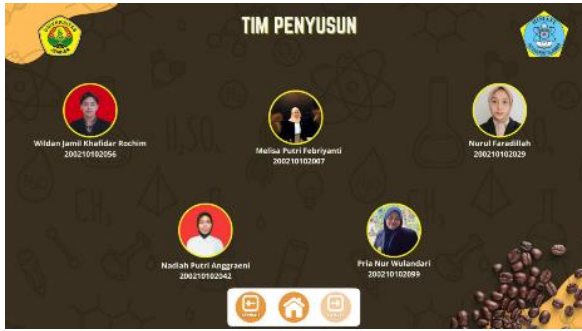 TIM PENYUSUN
Wildan Jamil Khafidar Rochim
200210102056
Melisa Putri Febriyanti
200210102007
Nurul Faradillah
200210102029
Nadiah Putri Anggraeni
200210102042
Pria Nur Wulandari
200210102099